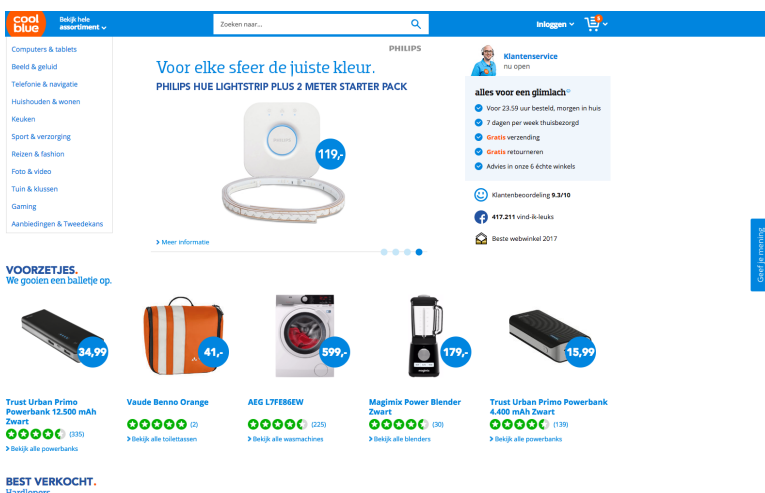 cool
blue
Bekijk hele
assortiment
Zoeken naar...
Inloggen
Computers & tablets
Beeld & geluid
Telefonie & navigatie
Huishouden & wonen
Keuken
Sport & verzorging
Reizen & fashion
Foto & video
Tuin & klussen
Gaming
Aanbiedingen & Tweedekans
PHILIPS
Voor elke sfeer de juiste kleur.
PHILIPS HUE LIGHTSTRIP PLUS 2 METER STARTER PACK
PHILIPS
119,-
Meer informatie
Klantenservice
nu open
alles voor een glimlach
Voor 23.59 uur besteld, morgen in huis
7 dagen per week thuisbezorgd
Gratis verzending
Gratis retourneren
Advies in onze 6 échte winkels
Klantenbeoordeling 9.3/10
417.211 vind-ik-leuks
Beste webwinkel 2017
Geef je mening
VOORZETJES.
We gooien een balletje op.
34,99
Trust Urban Primo
Powerbank 12.500 mAh
Zwart
(335)
Bekijk alle powerbanks
41,-
Vaude Benno Orange
(2)
Bekijk alle toilettassen
599,-
AEG L7FE86EW
(225)
Bekijk alle wasmachines
179,-
Magimix Power Blender
Zwart
(30)
Bekijk alle blenders
15,99
Trust Urban Primo Powerbank
4.400 mAh Zwart
(139)
Bekijk alle powerbanks
BEST VERKOCHT.
Hardlopers